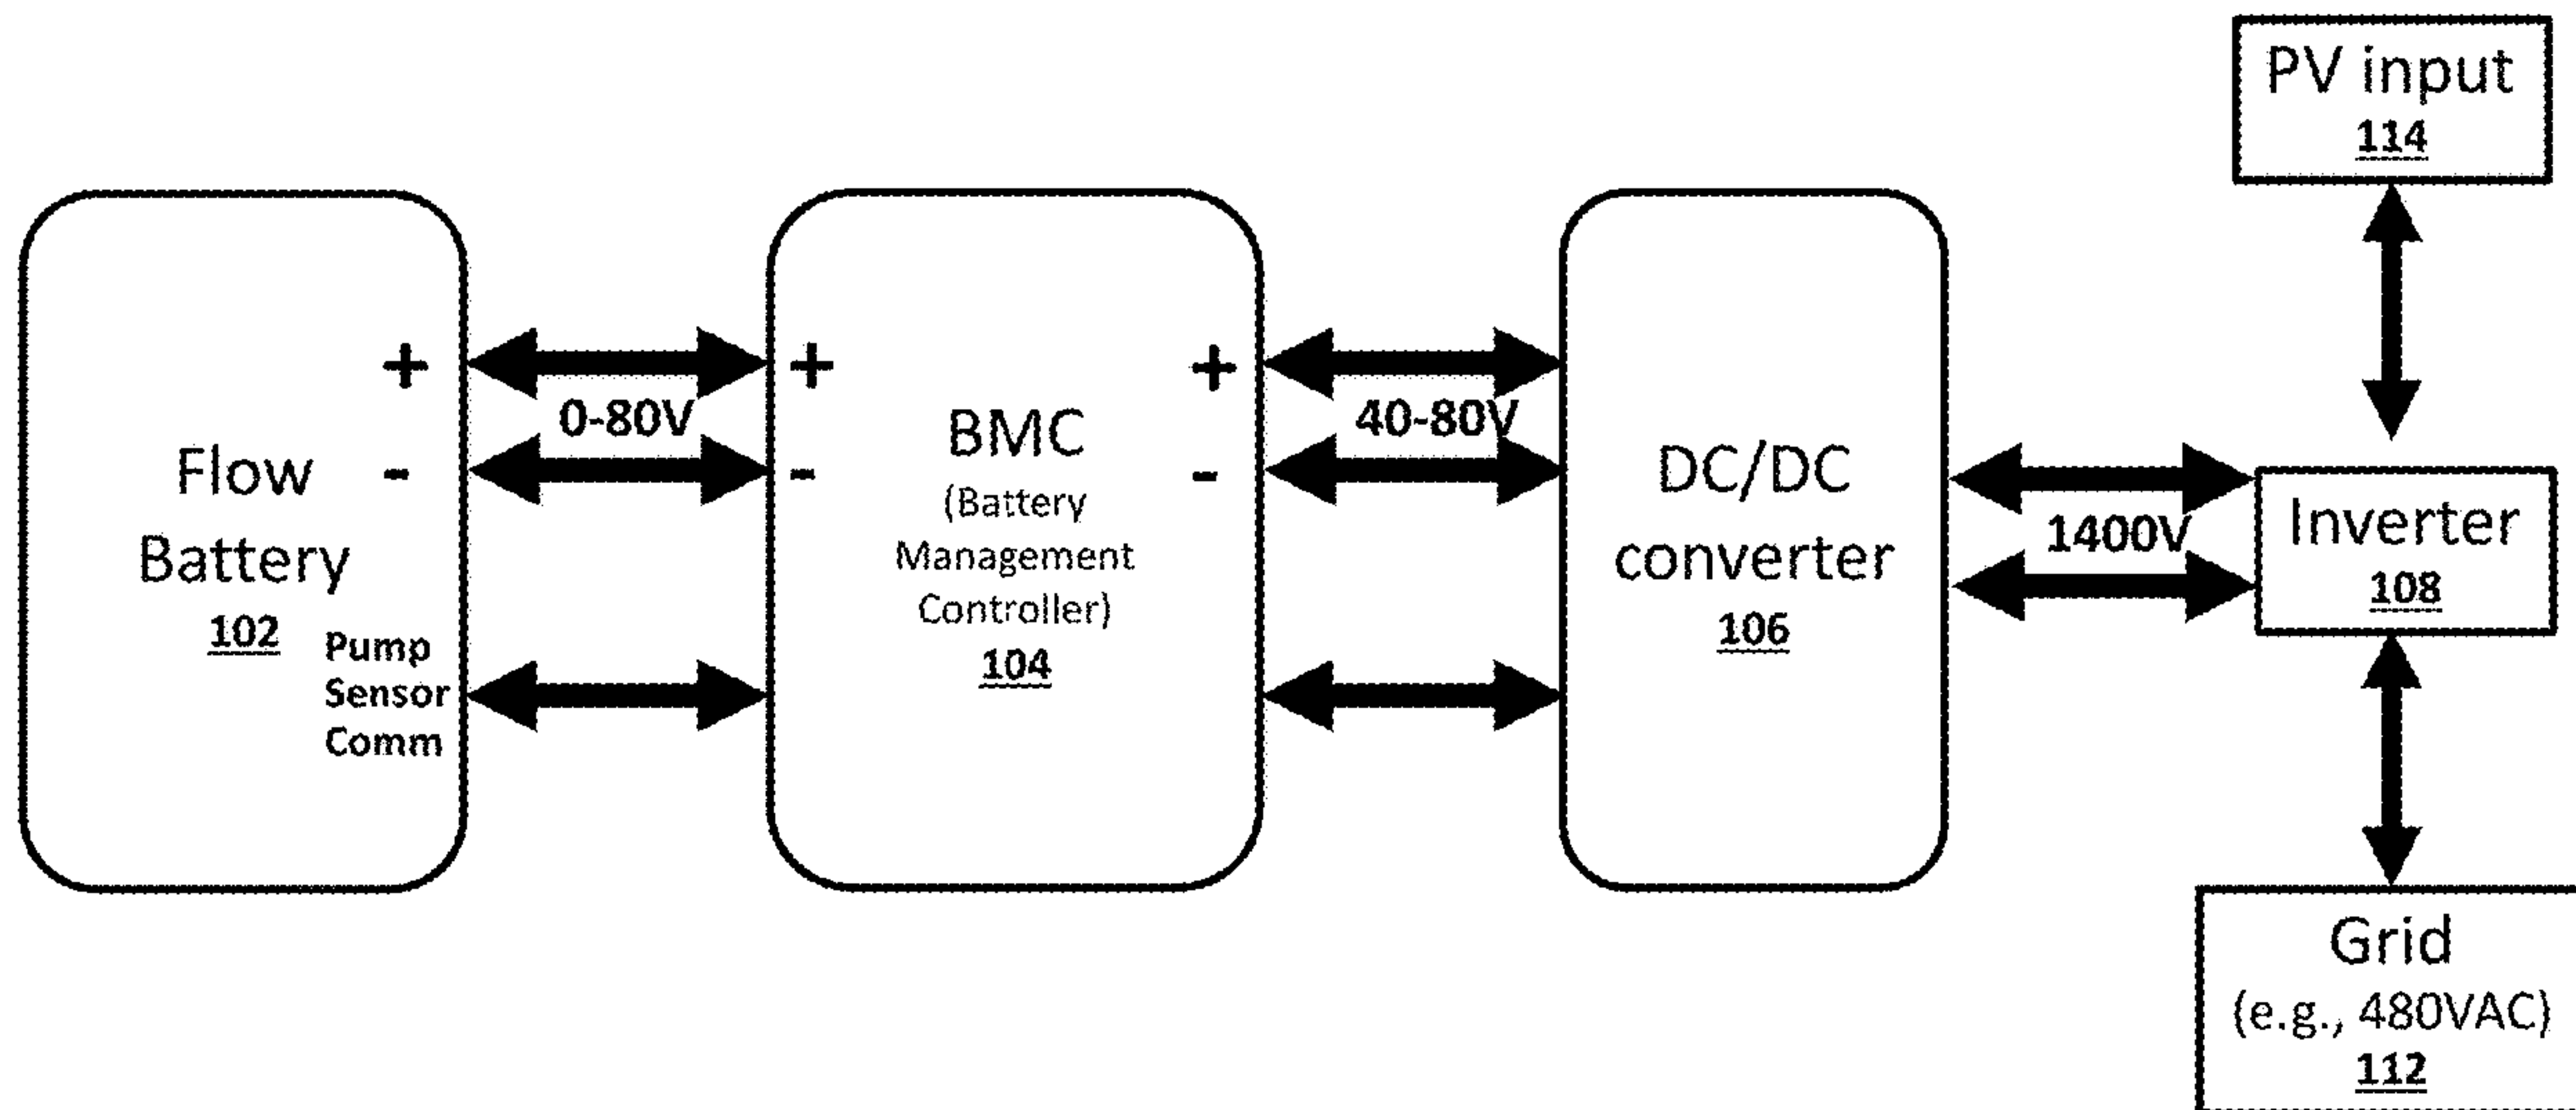 PV input
114
+
+
+
+
0-80V
40-80V
-
-
-
Flow
Battery
102
Pump
Sensor
Comm
BMC
(Battery
Management
Controller)
104
DC/DC
converter
106
1400V
Inverter
108
Grid
(e.g., 480VAC)
112